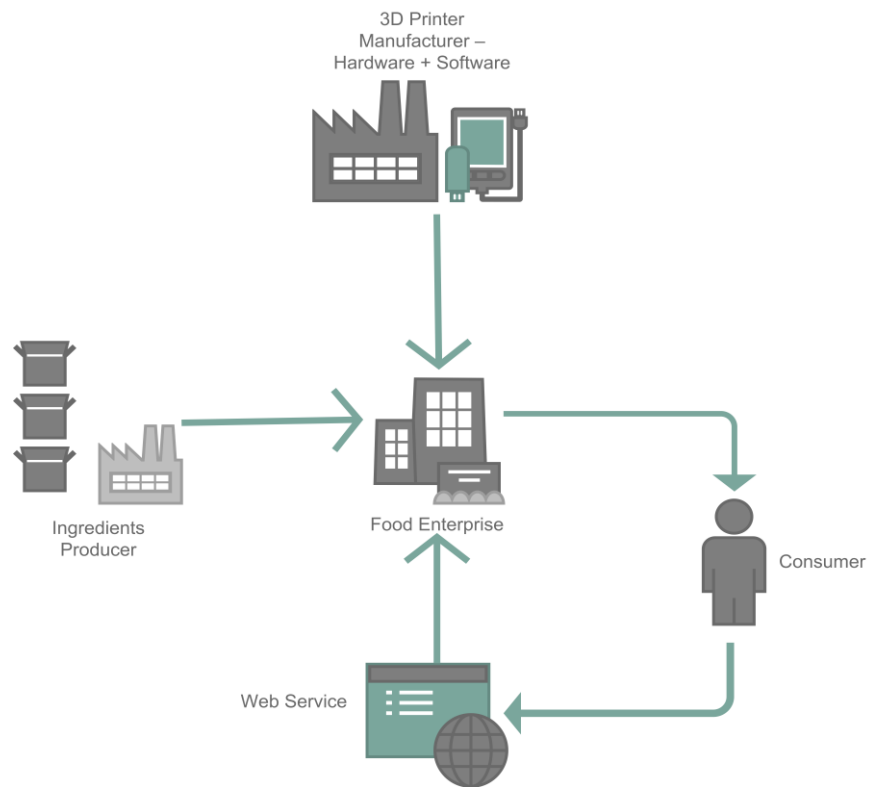 3D Printer
Manufacturer –
Hardware + Software
Ingredients
Producer
Food Enterprise
Consumer
Web Service